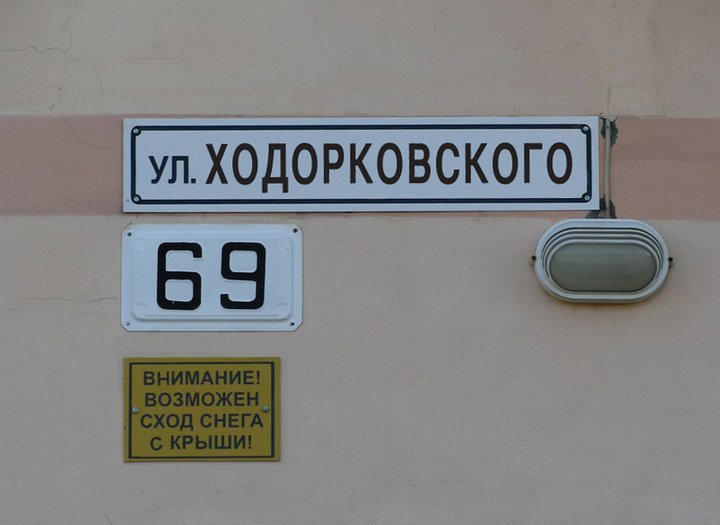 ул. ХОДОРКОВСКОГО
69
ВНИМАНИЕ!
ВОЗМОЖЕН
СХОД СНЕГА
С КРЫШИ!